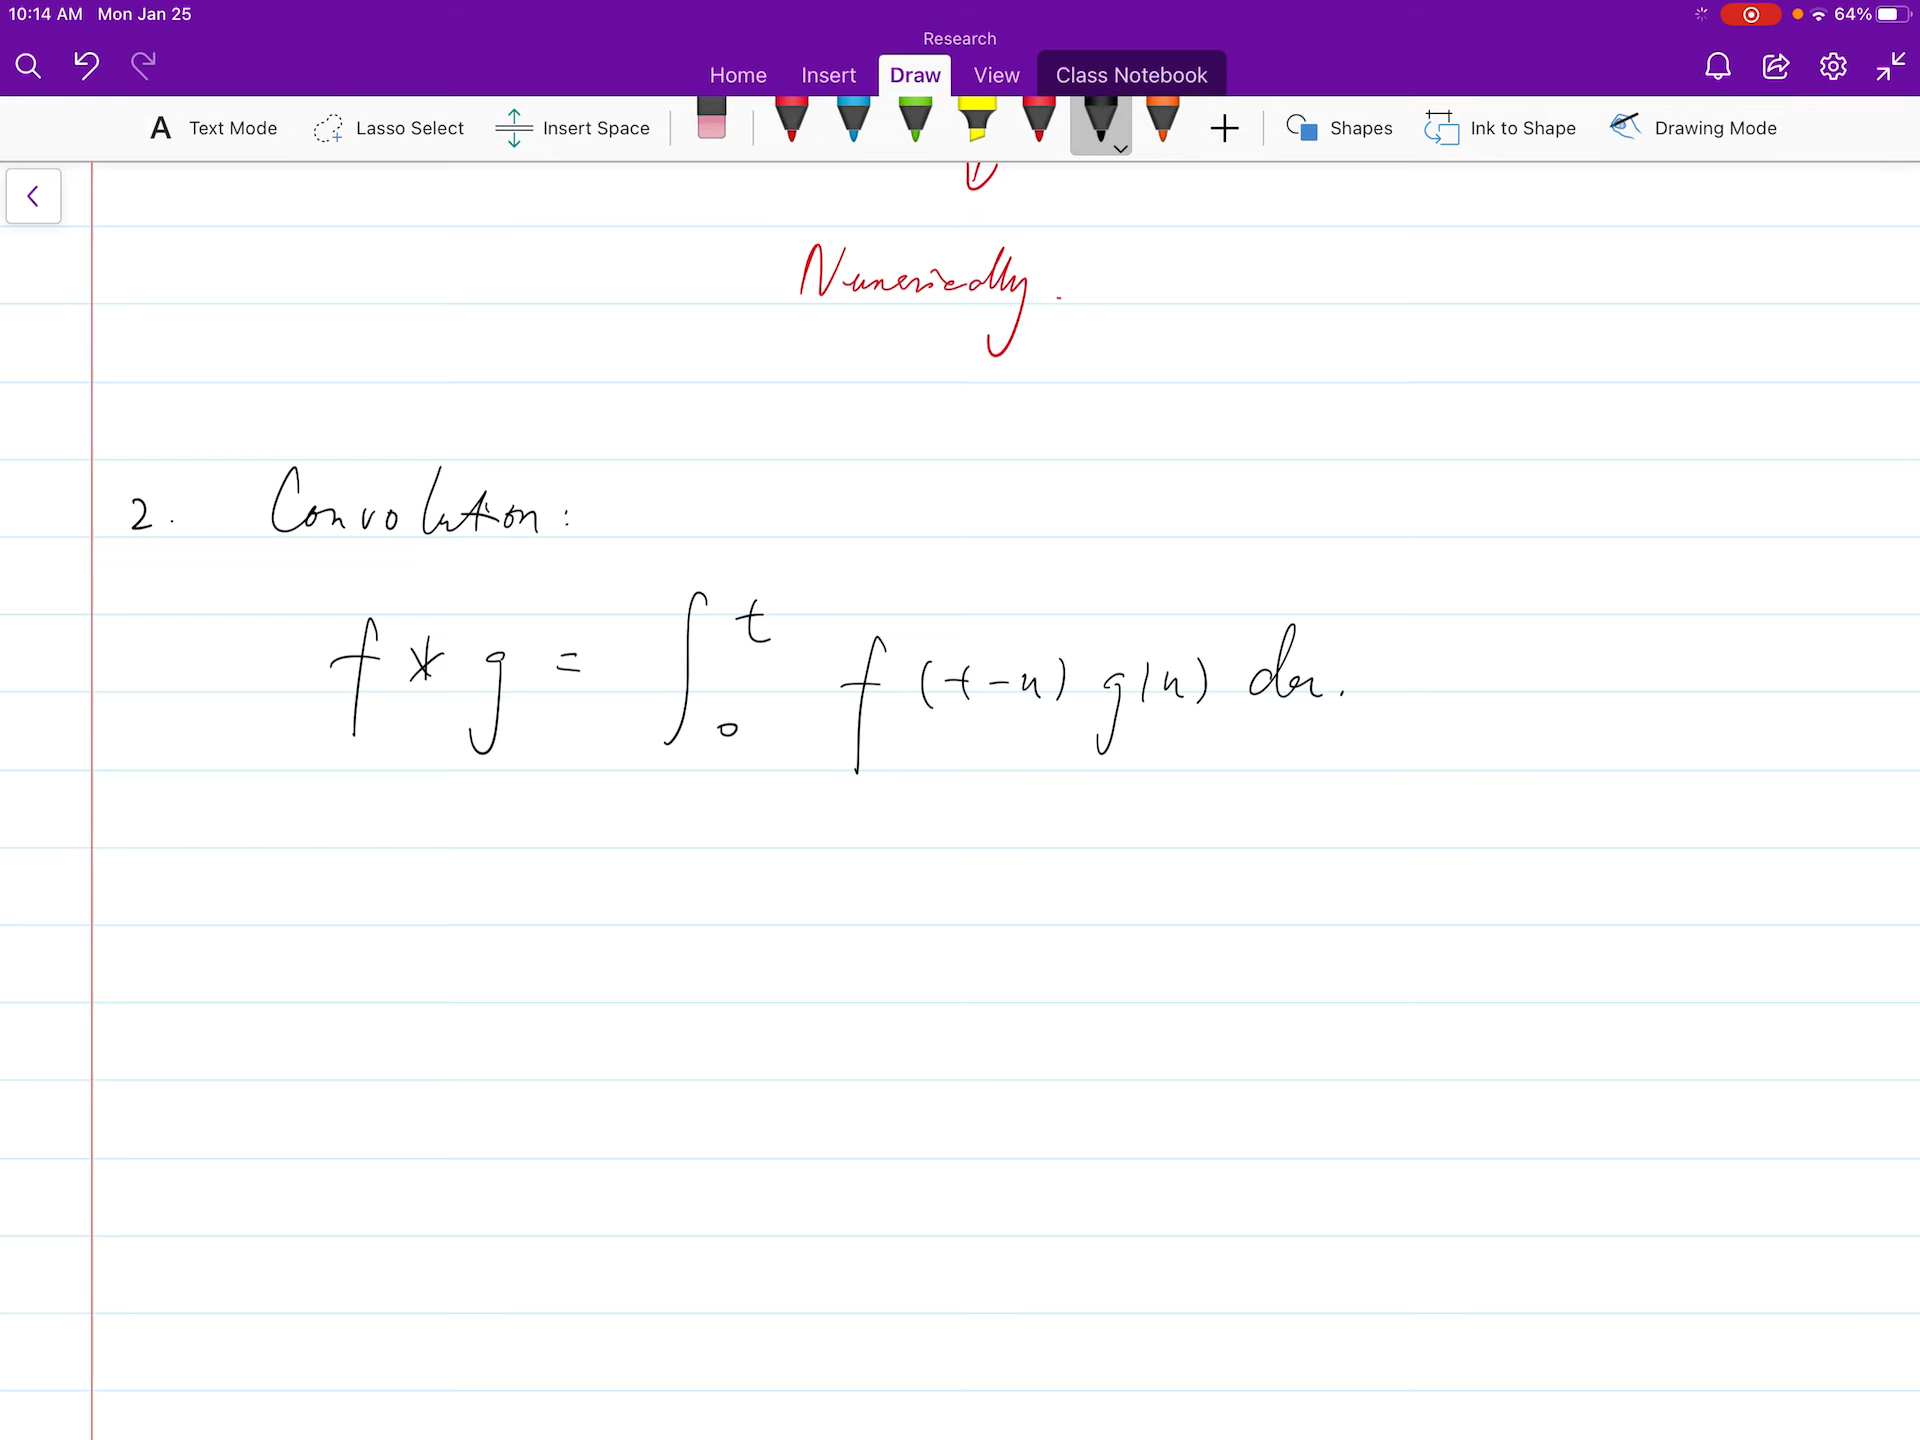 10:14 AM Mon Jan 25
64%
Research
Home Insert Draw View Class Notebook
A Text Mode Lasso Select Insert Space Shapes Ink to Shape Drawing Mode
Numerically.
2. Convolution:
f * g = ∫₀ᵗ f(t-u) g(u) du.